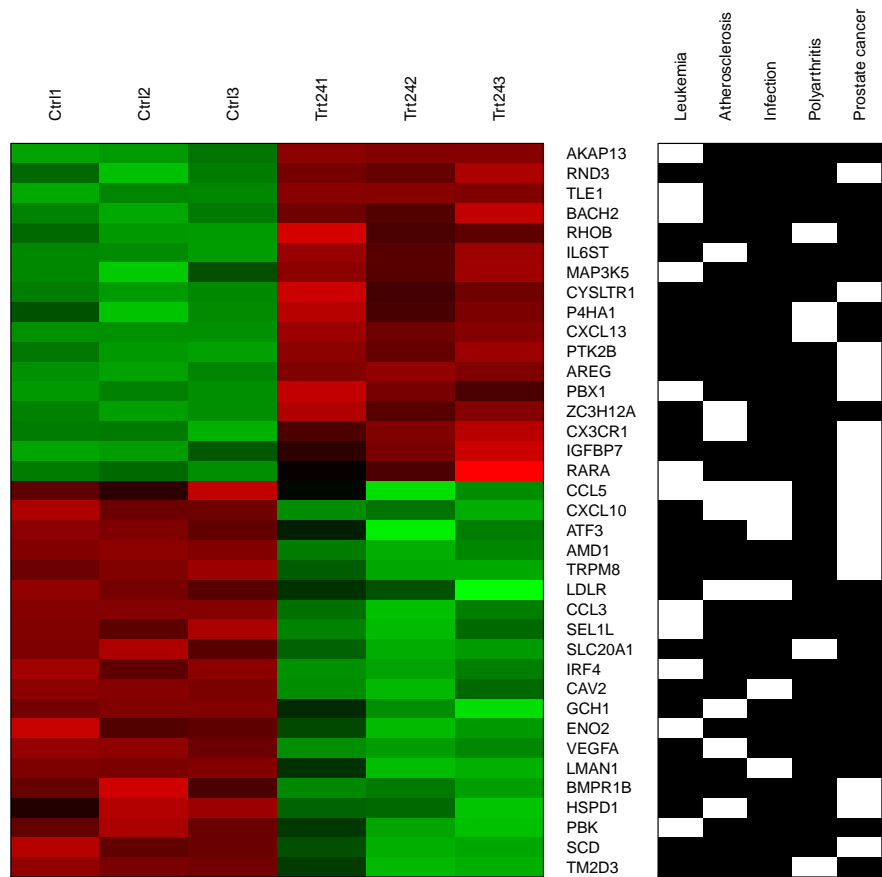 Ctrl1
Ctrl2
Ctrl3
Trt241
Trt242
Trt243
Leukemia
Atherosclerosis
Infection
Polyarthritis
Prostate cancer
AKAP13
RND3
TLE1
BACH2
RHOB
IL6ST
MAP3K5
CYSLTR1
P4HA1
CXCL13
PTK2B
AREG
PBX1
ZC3H12A
CX3CR1
IGFBP7
RARA
CCL5
CXCL10
ATF3
AMD1
TRPM8
LDLR
CCL3
SEL1L
SLC20A1
IRF4
CAV2
GCH1
ENO2
VEGFA
LMAN1
BMPR1B
HSPD1
PBK
SCD
TM2D3